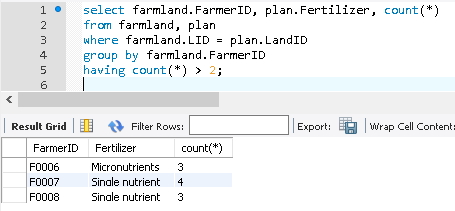 1 select farmland.FarmerID, plan.Fertilizer, count(*)
2 from farmland, plan
3 where farmland.LID = plan.LandID
4 group by farmland.FarmerID
5 having count(*) > 2;
6
Result Grid Filter Rows: Export: Wrap Cell Content:
FarmerID Fertilizer count(*)
F0006 Micronutrients 3
F0007 Single nutrient 4
F0008 Single nutrient 3